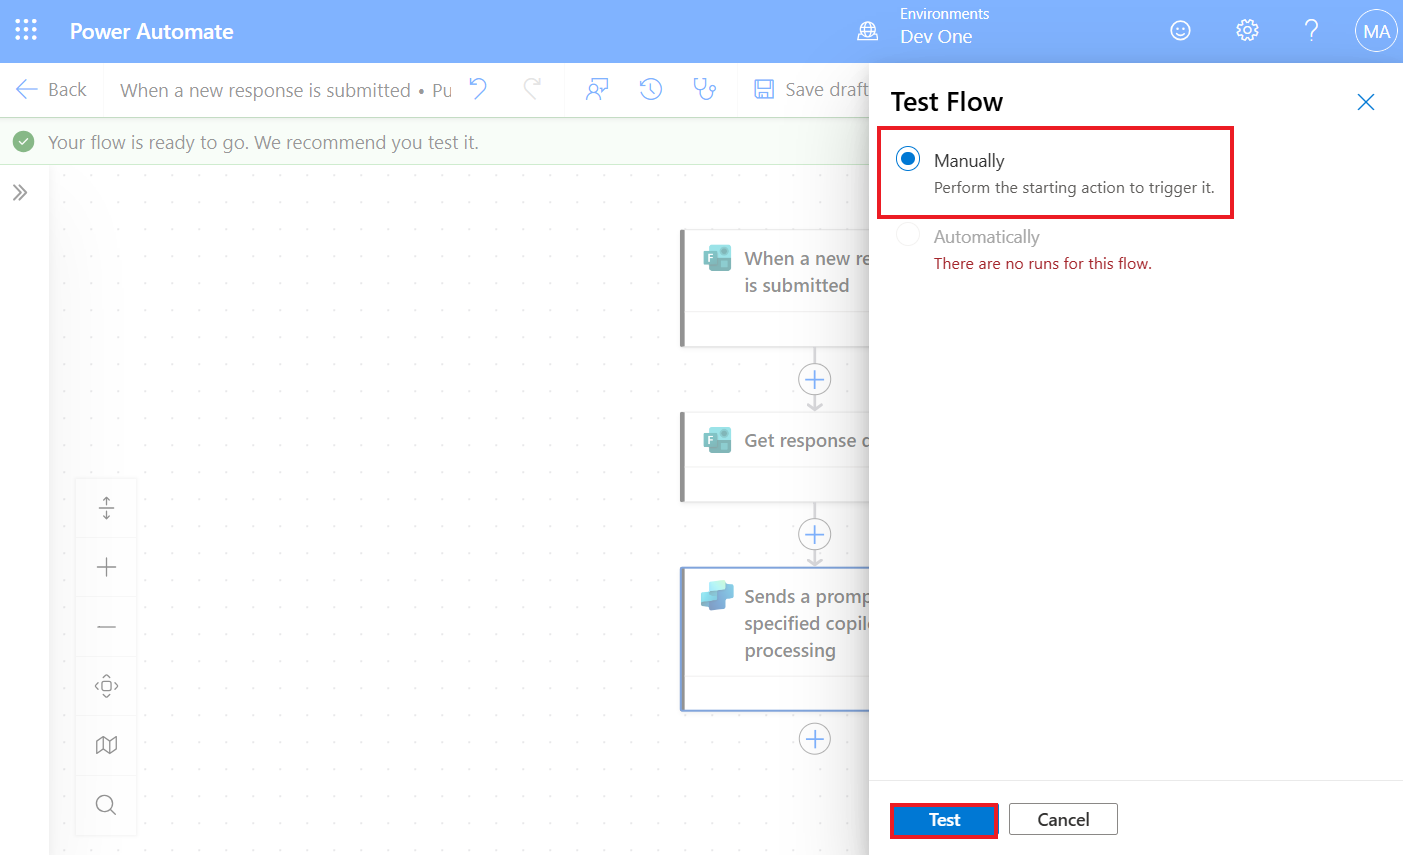 Power Automate
Environments
Dev One
MA
Back
When a new response is submitted • Pu
Save draft
Your flow is ready to go. We recommend you test it.
F
When a new re
is submitted
F
Get response d
Sends a promp
specified copil
processing
Test Flow
Manually
Perform the starting action to trigger it.
Automatically
There are no runs for this flow.
Test
Cancel